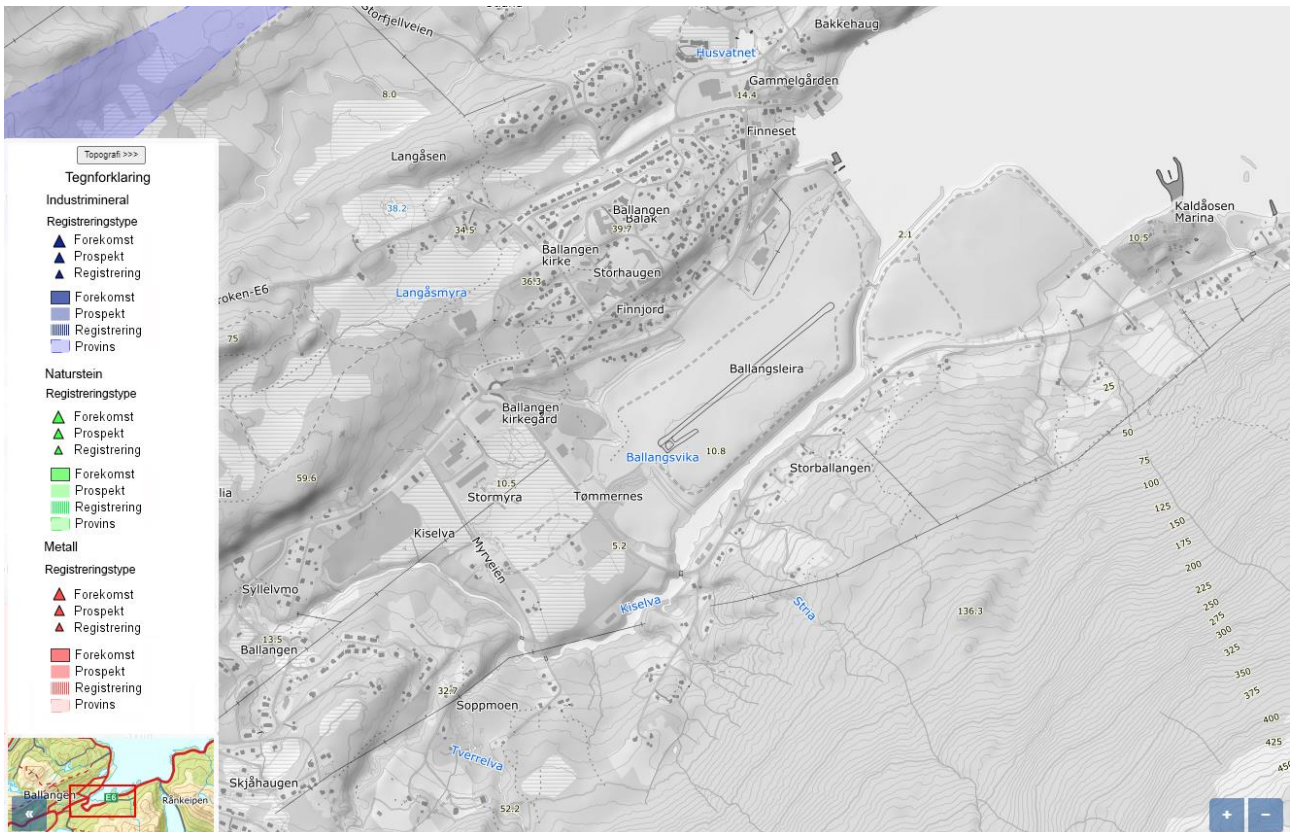 Storfjellveien
Bakkehaug
Husvatnet
Gammelgården
8.0
14.4
Finneset
Topografi >>>
Tegnforklaring
Industrimineral
Registreringstype
Forekomst
Prospekt
Registrering
Forekomst
Prospekt
Registrering
Provins
Naturstein
Registreringstype
Forekomst
Prospekt
Registrering
Forekomst
Prospekt
Registrering
Provins
Metall
Registreringstype
Forekomst
Prospekt
Registrering
Forekomst
Prospekt
Registrering
Provins
Langåsen
38.2
34.5
Ballangen
Balak
39.7
Ballangen
kirke
Storhaugen
36.3
Langåsmyra
Finnjord
roken-E6
75
2.1
Kaldåosen
Marina
10.5
Ballangsleira
25
50
75
100
125
150
175
200
225
250
275
300
325
350
375
400
425
450
Ballangen
kirkegård
Ballangsvika
10.8
Storballangen
59.6
lia
10.5
Stormyra
Tømmernes
Kiselva
Myrveien
5.2
Syllelvmo
Kiselva
Stria
136.3
13.5
Ballangen
32.7
Soppmoen
Tverrelva
Skjåhaugen
52.2
Ballangen
E6
Rånkeipen
«
+
−